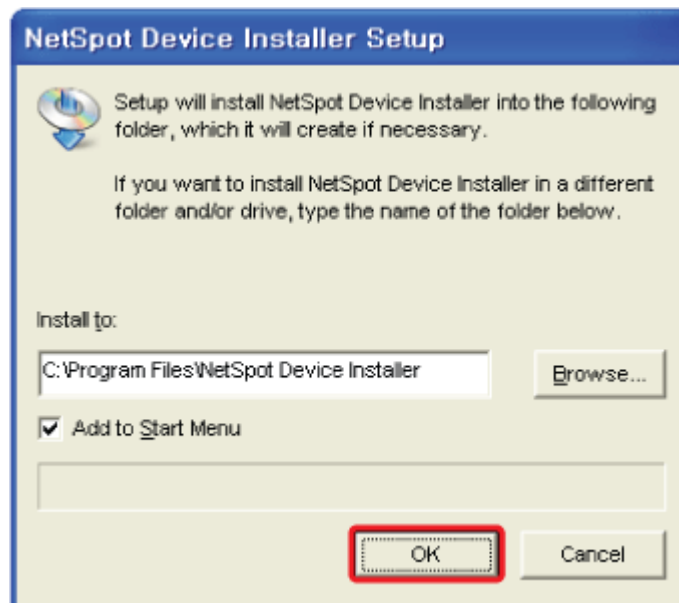 NetSpot Device Installer Setup
Setup will install NetSpot Device Installer into the following
folder, which it will create if necessary.
If you want to install NetSpot Device Installer in a different
folder and/or drive, type the name of the folder below.
Install to:
C:\Program Files\NetSpot Device Installer
Browse...
Add to Start Menu
OK
Cancel